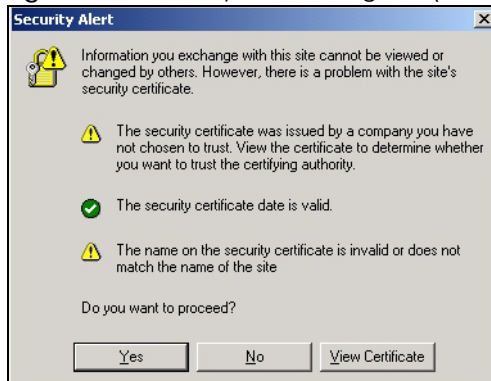 Security Alert
Information you exchange with this site cannot be viewed or
changed by others. However, there is a problem with the site's
security certificate.
The security certificate was issued by a company you have
not chosen to trust. View the certificate to determine whether
you want to trust the certifying authority.
The security certificate date is valid.
The name on the security certificate is invalid or does not
match the name of the site
Do you want to proceed?
Yes
No
View Certificate